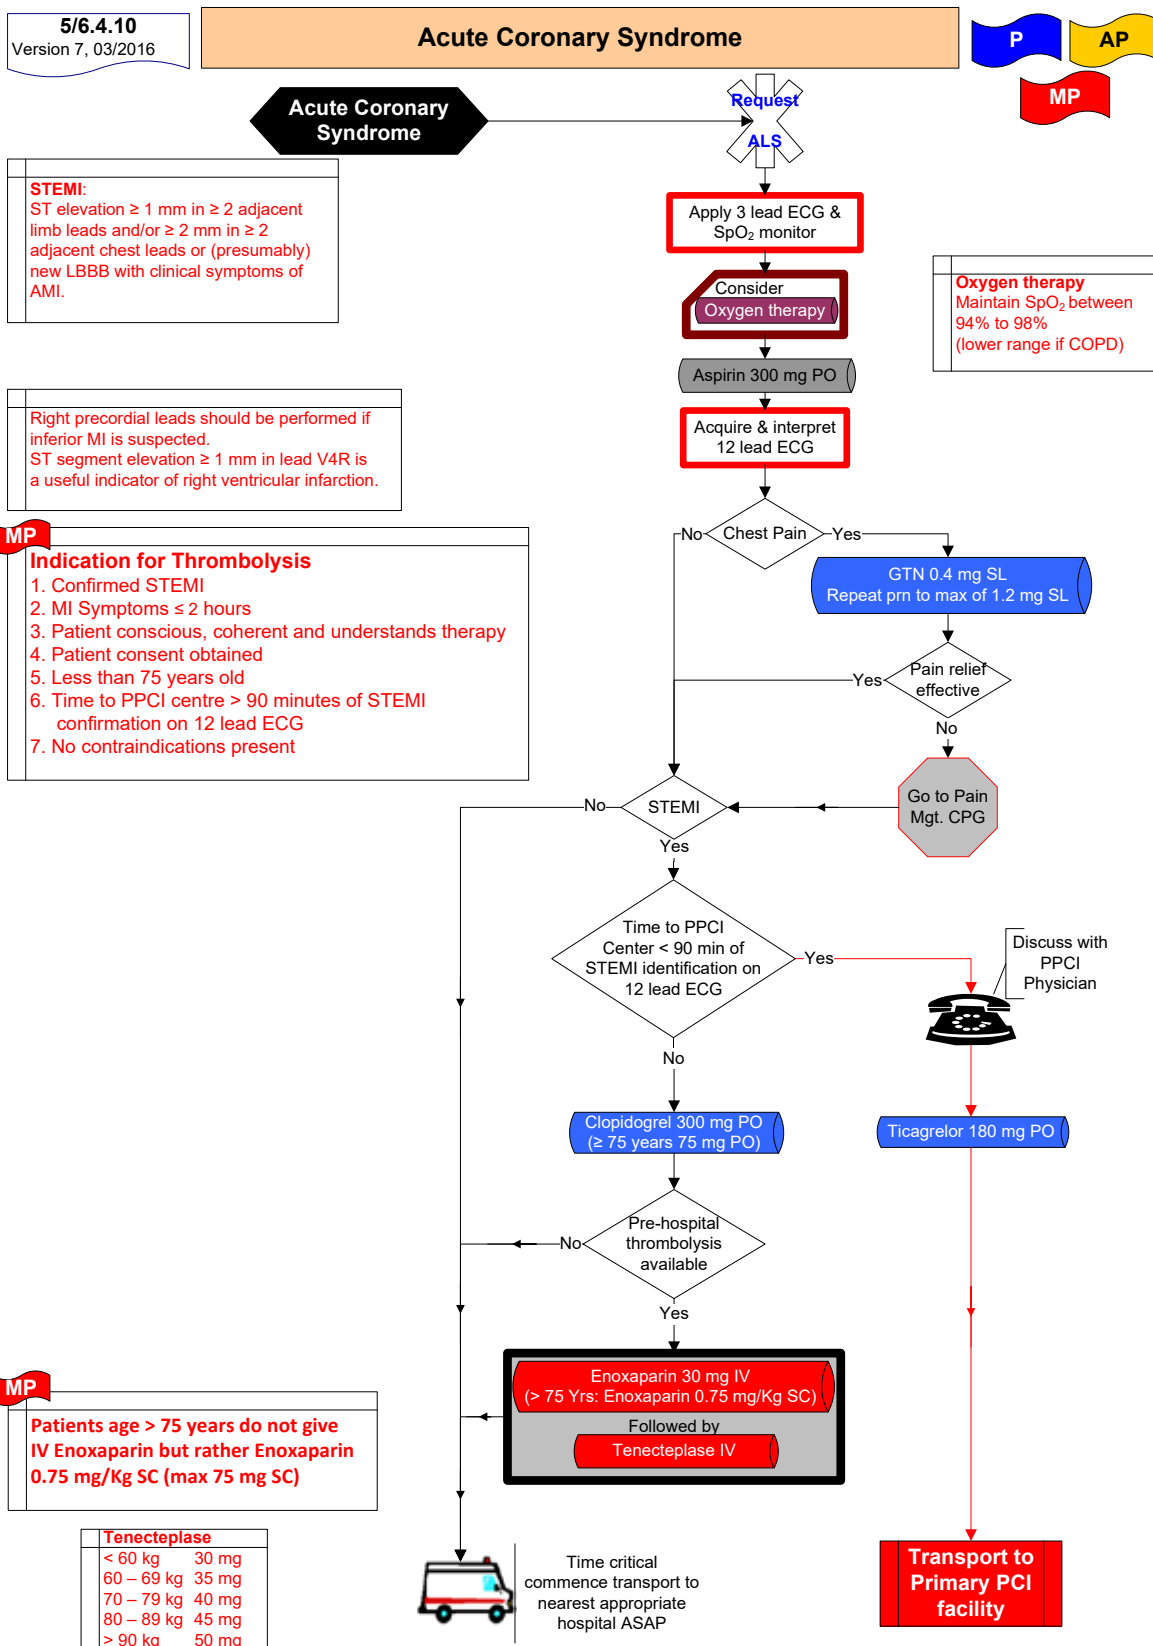 5/6.4.10
Version 7, 03/2016
Acute Coronary Syndrome
P
AP
MP
Acute Coronary
Syndrome
Request
ALS
STEMI:
ST elevation ≥ 1 mm in ≥ 2 adjacent
limb leads and/or ≥ 2 mm in ≥ 2
adjacent chest leads or (presumably)
new LBBB with clinical symptoms of
AMI.
Apply 3 lead ECG &
SpO₂ monitor
Consider
Oxygen therapy
Oxygen therapy
Maintain SpO₂ between
94% to 98%
(lower range if COPD)
Aspirin 300 mg PO
Right precordial leads should be performed if
inferior MI is suspected.
ST segment elevation ≥ 1 mm in lead V4R is
a useful indicator of right ventricular infarction.
Acquire & interpret
12 lead ECG
No
Chest Pain
Yes
MP
Indication for Thrombolysis
1. Confirmed STEMI
2. MI Symptoms ≤ 2 hours
3. Patient conscious, coherent and understands therapy
4. Patient consent obtained
5. Less than 75 years old
6. Time to PPCI centre > 90 minutes of STEMI
confirmation on 12 lead ECG
7. No contraindications present
GTN 0.4 mg SL
Repeat prn to max of 1.2 mg SL
Yes
Pain relief
effective
No
Go to Pain
Mgt. CPG
No
STEMI
Yes
Time to PPCI
Center < 90 min of
STEMI identification on
12 lead ECG
Yes
No
Discuss with
PPCI
Physician
Clopidogrel 300 mg PO
(≥ 75 years 75 mg PO)
Ticagrelor 180 mg PO
Pre-hospital
thrombolysis
available
No
Yes
Enoxaparin 30 mg IV
(> 75 Yrs: Enoxaparin 0.75 mg/Kg SC)
Followed by
Tenecteplase IV
MP
Patients age > 75 years do not give
IV Enoxaparin but rather Enoxaparin
0.75 mg/Kg SC (max 75 mg SC)
Tenecteplase
< 60 kg 30 mg
60 – 69 kg 35 mg
70 – 79 kg 40 mg
80 – 89 kg 45 mg
> 90 kg 50 mg
Time critical
commence transport to
nearest appropriate
hospital ASAP
Transport to
Primary PCI
facility